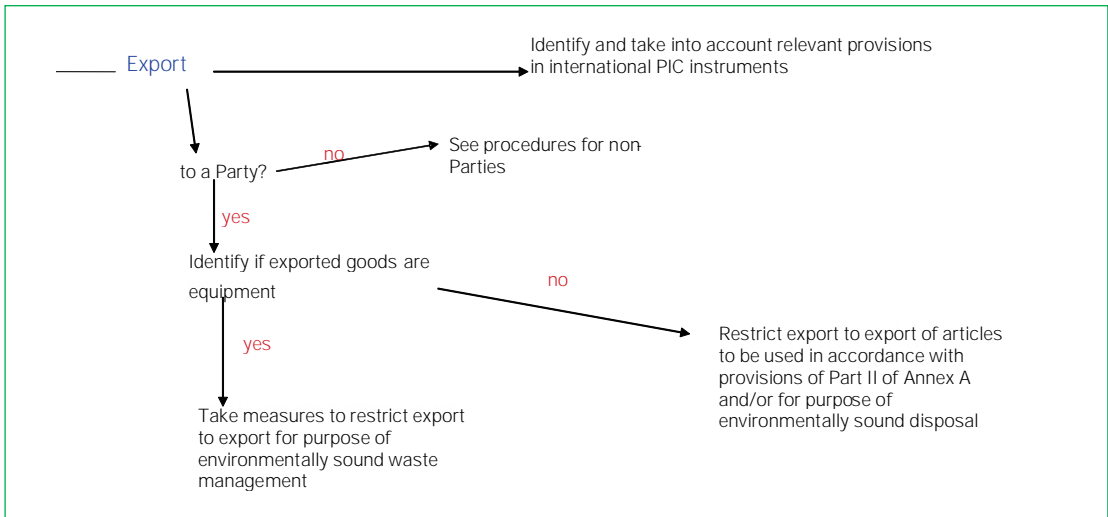 Identify and take into account relevant provisions
Export
in international PIC instruments
no
See procedures for non-
Parties
to a Party?
yes
Identify if exported goods are
equipment
no
yes
Restrict export to export of articles
to be used in accordance with
provisions of Part II of Annex A
and/or for purpose of
environmentally sound disposal
Take measures to restrict export
to export for purpose of
environmentally sound waste
management